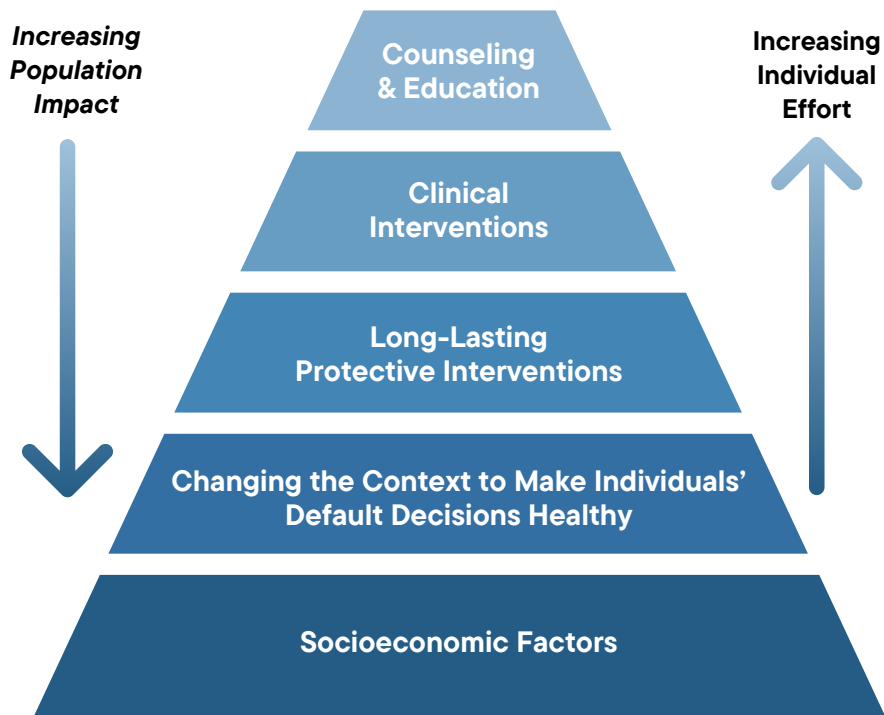 Increasing
Population
Impact
Increasing
Individual
Effort
Counseling
& Education
Clinical
Interventions
Long-Lasting
Protective Interventions
Changing the Context to Make Individuals’
Default Decisions Healthy
Socioeconomic Factors